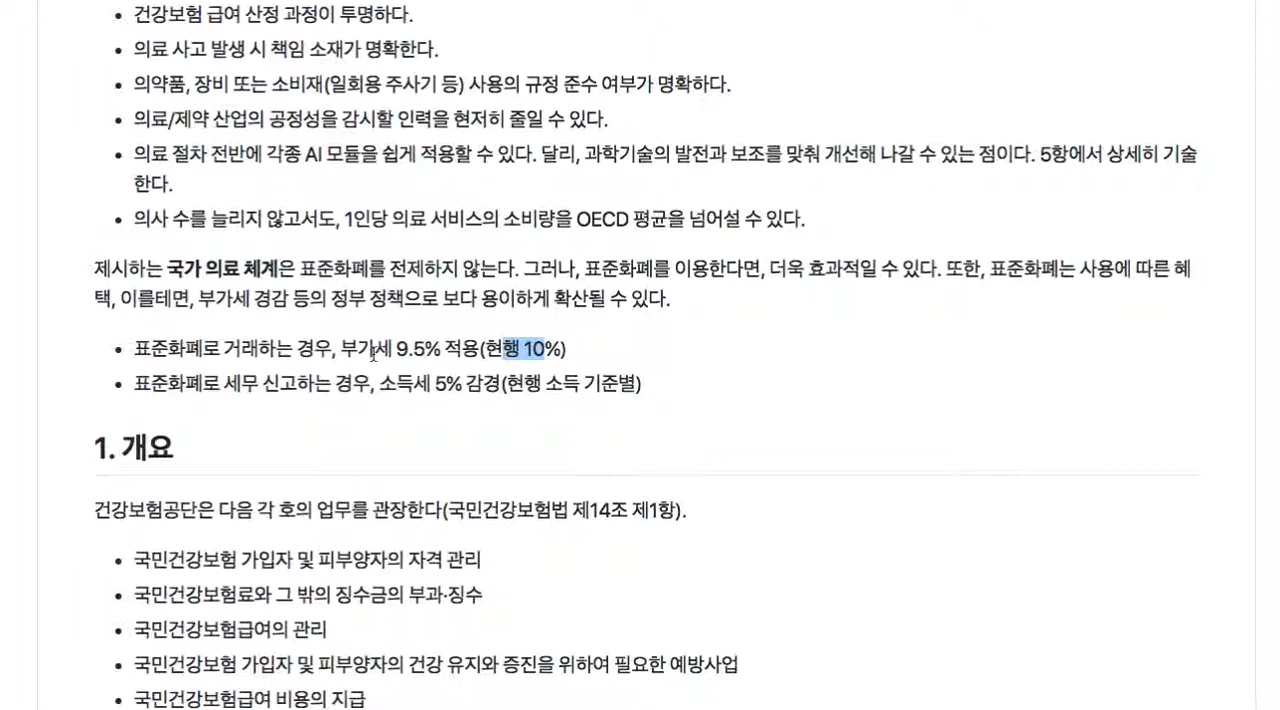 건강보험 급여 산정 과정이 투명하다.
의료 사고 발생 시 책임 소재가 명확한다.
의약품, 장비 또는 소비재(일회용 주사기 등) 사용의 규정 준수 여부가 명확하다.
의료/제약 산업의 공정성을 감시할 인력을 현저히 줄일 수 있다.
의료 절차 전반에 각종 AI 모듈을 쉽게 적용할 수 있다. 달리, 과학기술의 발전과 보조를 맞춰 개선해 나갈 수 있는 점이다. 5항에서 상세히 기술
한다.
의사 수를 늘리지 않고서도, 1인당 의료 서비스의 소비량을 OECD 평균을 넘어설 수 있다.
제시하는 국가 의료 체계은 표준화폐를 전제하지 않는다. 그러나, 표준화폐를 이용한다면, 더욱 효과적일 수 있다. 또한, 표준화폐는 사용에 따른 혜
택, 이를테면, 부가세 경감 등의 정부 정책으로 보다 용이하게 확산될 수 있다.
표준화폐로 거래하는 경우, 부가세 9.5% 적용(현행 10%)
표준화폐로 세무 신고하는 경우, 소득세 5% 감경(현행 소득 기준별)
1. 개요
건강보험공단은 다음 각 호의 업무를 관장한다(국민건강보험법 제14조 제1항).
국민건강보험 가입자 및 피부양자의 자격 관리
국민건강보험료와 그 밖의 징수금의 부과·징수
국민건강보험급여의 관리
국민건강보험 가입자 및 피부양자의 건강 유지와 증진을 위하여 필요한 예방사업
국민건강보험급여 비용의 지급